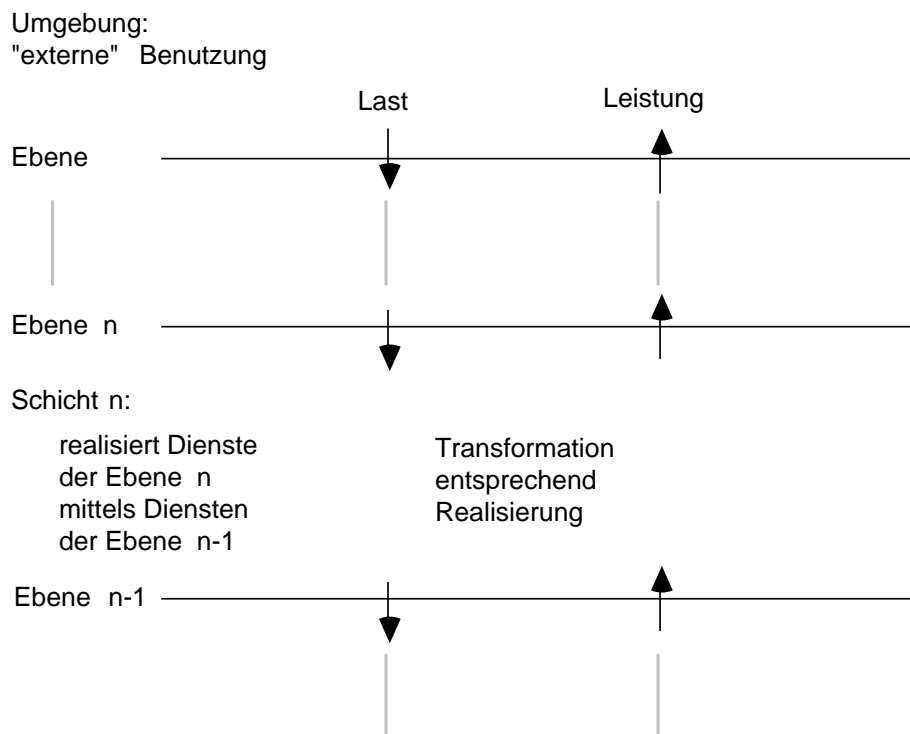 Umgebung:
"externe" Benutzung
Last
Leistung
Ebene
Ebene n
Schicht n:
realisiert Dienste
der Ebene n
mittels Diensten
der Ebene n-1
Transformation
entsprechend
Realisierung
Ebene n-1